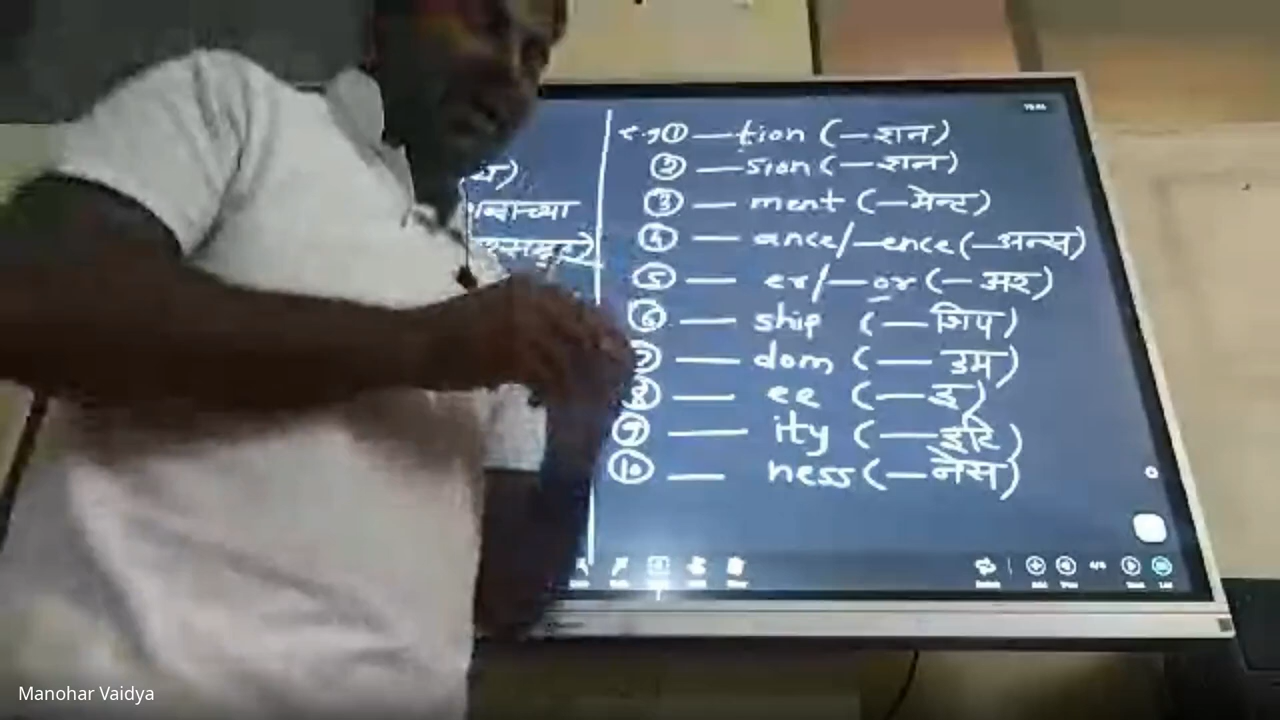 e.g ① —tion (—शन)
② —sion (—शन)
③ — ment (—मेन्ट)
④ — ance/—ence (—अन्स)
⑤ — er/—or (— अर)
⑥ — ship (— शिप)
⑦ — dom (— डम)
⑧ — ee (— इ)
⑨ — ity (—इटि)
⑩ — ness (—नेस)
Manohar Vaidya